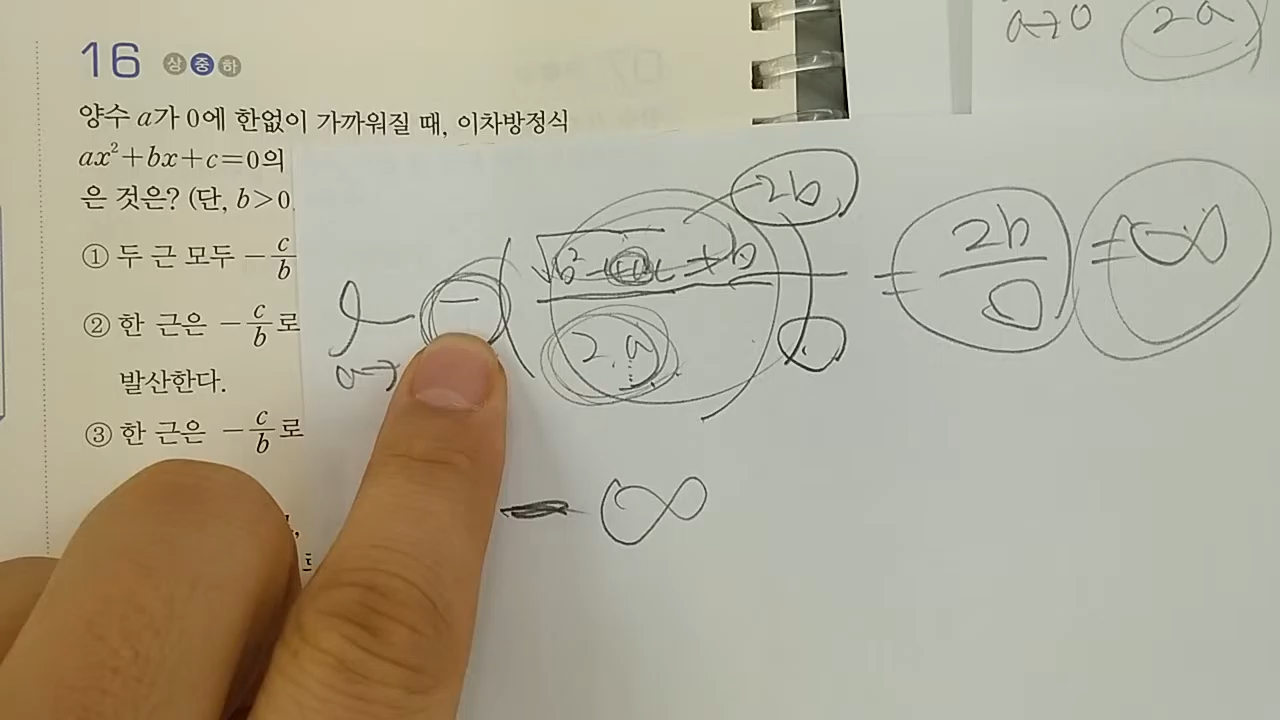 16 상 중 하
양수 a가 0에 한없이 가까워질 때, 이차방정식
ax²+bx+c=0의
은 것은? (단, b>0,
① 두 근 모두 -c/b
② 한 근은 -c/b로
발산한다.
③ 한 근은 -c/b로
a→0 2a
a→ -( √b²-4ac+b / 2a 2b = 2b/0 =∞
-∞